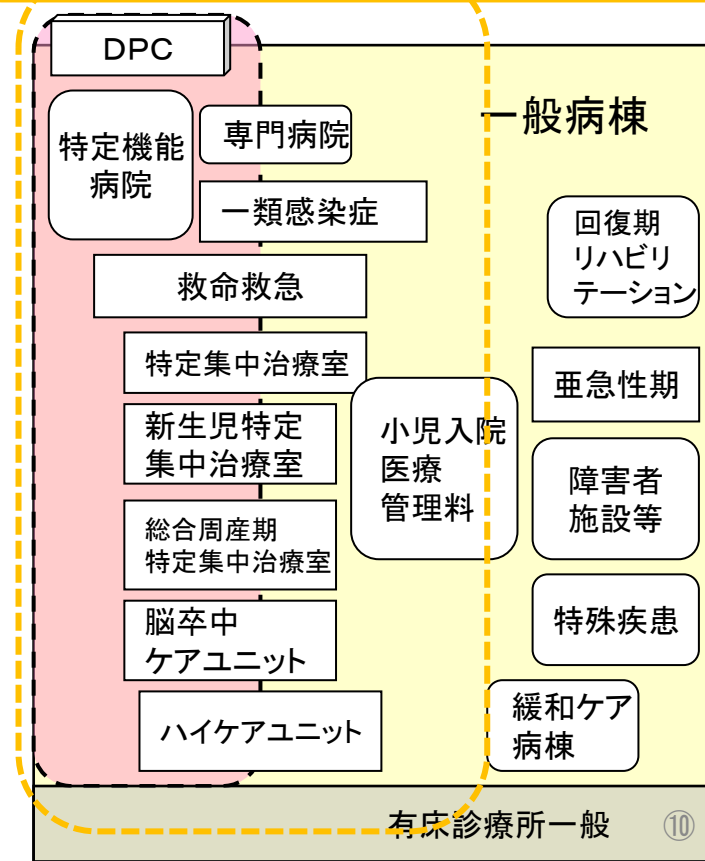 DPC
一般病棟
特定機能
病院
専門病院
一類感染症
救命救急
特定集中治療室
新生児特定
集中治療室
総合周産期
特定集中治療室
脳卒中
ケアユニット
ハイケアユニット
小児入院
医療
管理料
回復期
リハビリ
テーション
亜急性期
障害者
施設等
特殊疾患
緩和ケア
病棟
有床診療所一般 ⑩